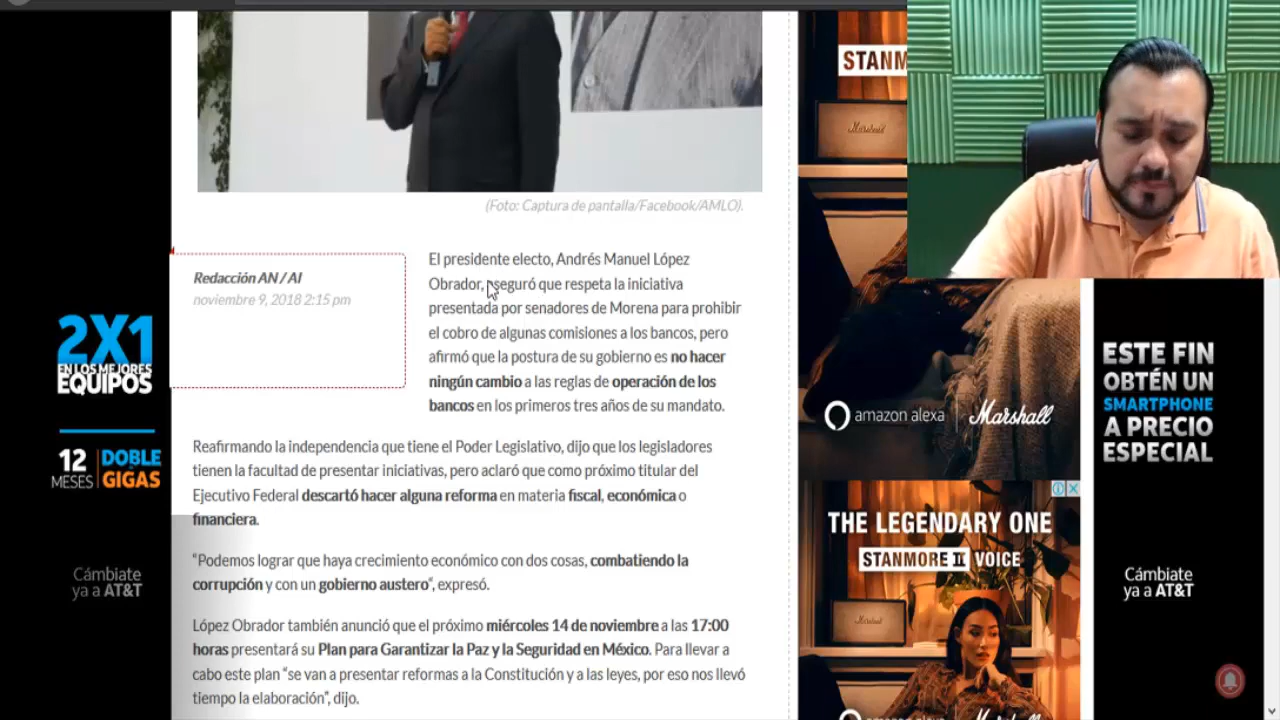 (Foto: Captura de pantalla/Facebook/AMLO).
Redacción AN / AI
noviembre 9, 2018 2:15 pm
El presidente electo, Andrés Manuel López
Obrador, aseguró que respeta la iniciativa
presentada por senadores de Morena para prohibir
el cobro de algunas comisiones a los bancos, pero
afirmó que la postura de su gobierno es no hacer
ningún cambio a las reglas de operación de los
bancos en los primeros tres años de su mandato.
Reafirmando la independencia que tiene el Poder Legislativo, dijo que los legisladores
tienen la facultad de presentar iniciativas, pero aclaró que como próximo titular del
Ejecutivo Federal descartó hacer alguna reforma en materia fiscal, económica o
financiera.
“Podemos lograr que haya crecimiento económico con dos cosas, combatiendo la
corrupción y con un gobierno austero“, expresó.
López Obrador también anunció que el próximo miércoles 14 de noviembre a las 17:00
horas presentará su Plan para Garantizar la Paz y la Seguridad en México. Para llevar a
cabo este plan “se van a presentar reformas a la Constitución y a las leyes, por eso nos llevó
tiempo la elaboración”, dijo.
2X1
EN LOS MEJORES
EQUIPOS
12 MESES DOBLE GIGAS
Cámbiate
ya a AT&T
STANM
Marshall
amazon alexa Marshall
THE LEGENDARY ONE
STANMORE II VOICE
Marshall
amazon alexa Marshall
ESTE FIN
OBTÉN UN
SMARTPHONE
A PRECIO
ESPECIAL
Cámbiate
ya a AT&T